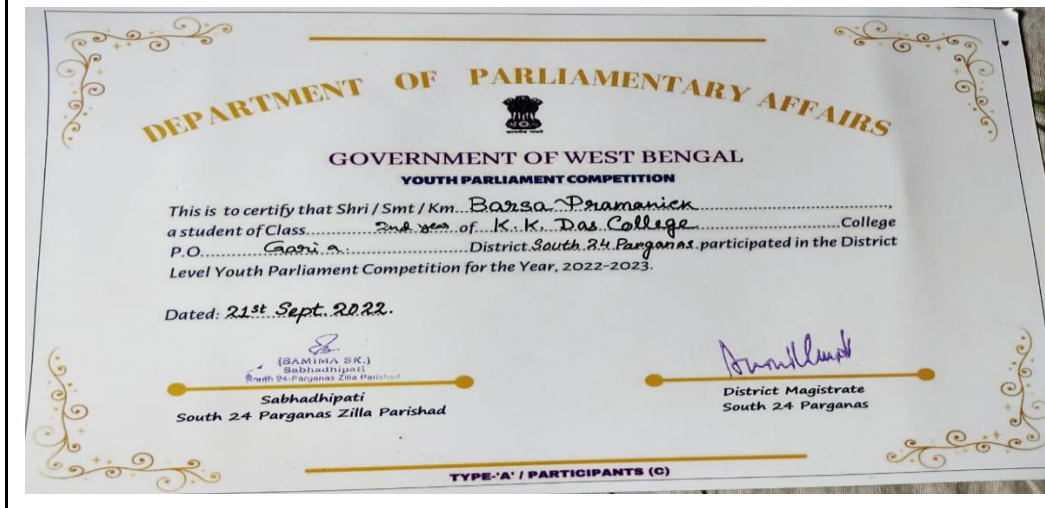 DEPARTMENT OF PARLIAMENTARY AFFAIRS
GOVERNMENT OF WEST BENGAL
YOUTH PARLIAMENT COMPETITION
This is to certify that Shri / Smt / Km...Barsa Pramanick...,
a student of Class...2nd year of K. K. Das College...College
P.O....Garia...District South 24 Parganas participated in the District
Level Youth Parliament Competition for the Year, 2022-2023.
Dated: 21st Sept. 2022.
(SAMIMA SK.)
Sabhadhipati
South 24-Parganas Zilla Parishad
Sabhadhipati
South 24 Parganas Zilla Parishad
District Magistrate
South 24 Parganas
TYPE-'A' / PARTICIPANTS (C)